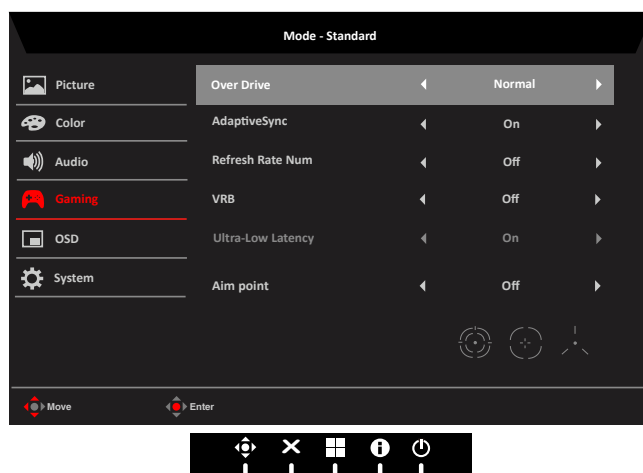 Mode - Standard
Picture
Over Drive Normal
Color
AdaptiveSync On
Audio
Refresh Rate Num Off
Gaming
VRB Off
OSD
Ultra-Low Latency On
System
Aim point Off
Move Enter